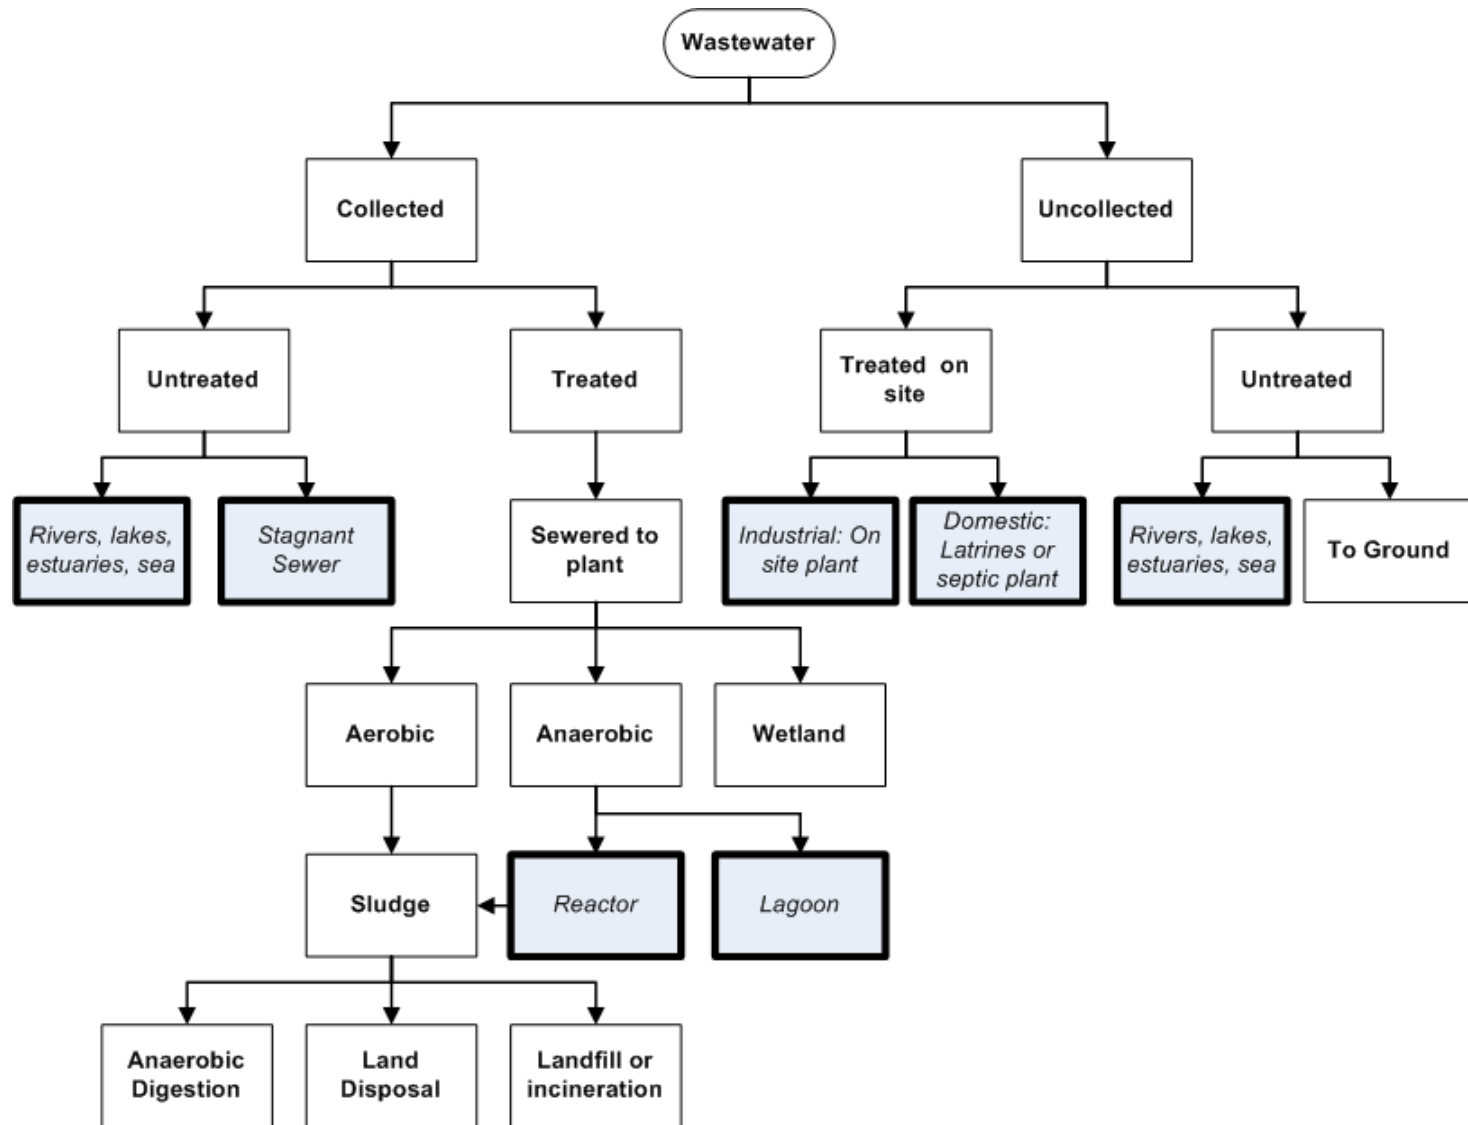 Wastewater
Collected
Uncollected
Untreated
Treated
Treated on
site
Untreated
Rivers, lakes,
estuaries, sea
Stagnant
Sewer
Sewered to
plant
Industrial: On
site plant
Domestic:
Latrines or
septic plant
Rivers, lakes,
estuaries, sea
To Ground
Aerobic
Anaerobic
Wetland
Sludge
Reactor
Lagoon
Anaerobic
Digestion
Land
Disposal
Landfill or
incineration